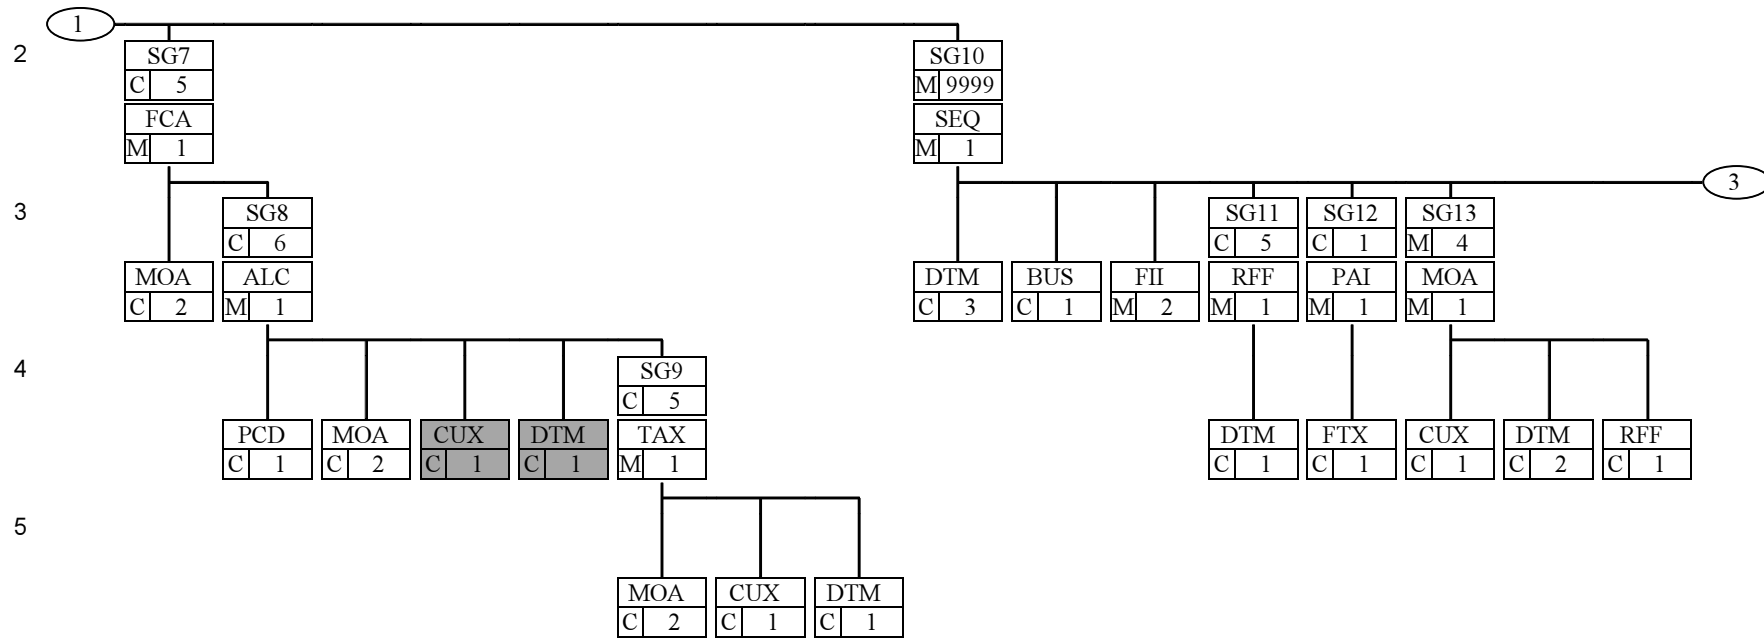 1
2 SG7 SG10
C 5 M 9999
FCA SEQ
M 1 M 1
3
3 SG8 SG11 SG12 SG13
C 6 C 5 C 1 M 4
MOA ALC DTM BUS FII RFF PAI MOA
C 2 M 1 C 3 C 1 M 2 M 1 M 1 M 1
4 SG9
C 5
PCD MOA CUX DTM TAX DTM FTX CUX DTM RFF
C 1 C 2 C 1 C 1 M 1 C 1 C 1 C 1 C 2 C 1
5
MOA CUX DTM
C 2 C 1 C 1